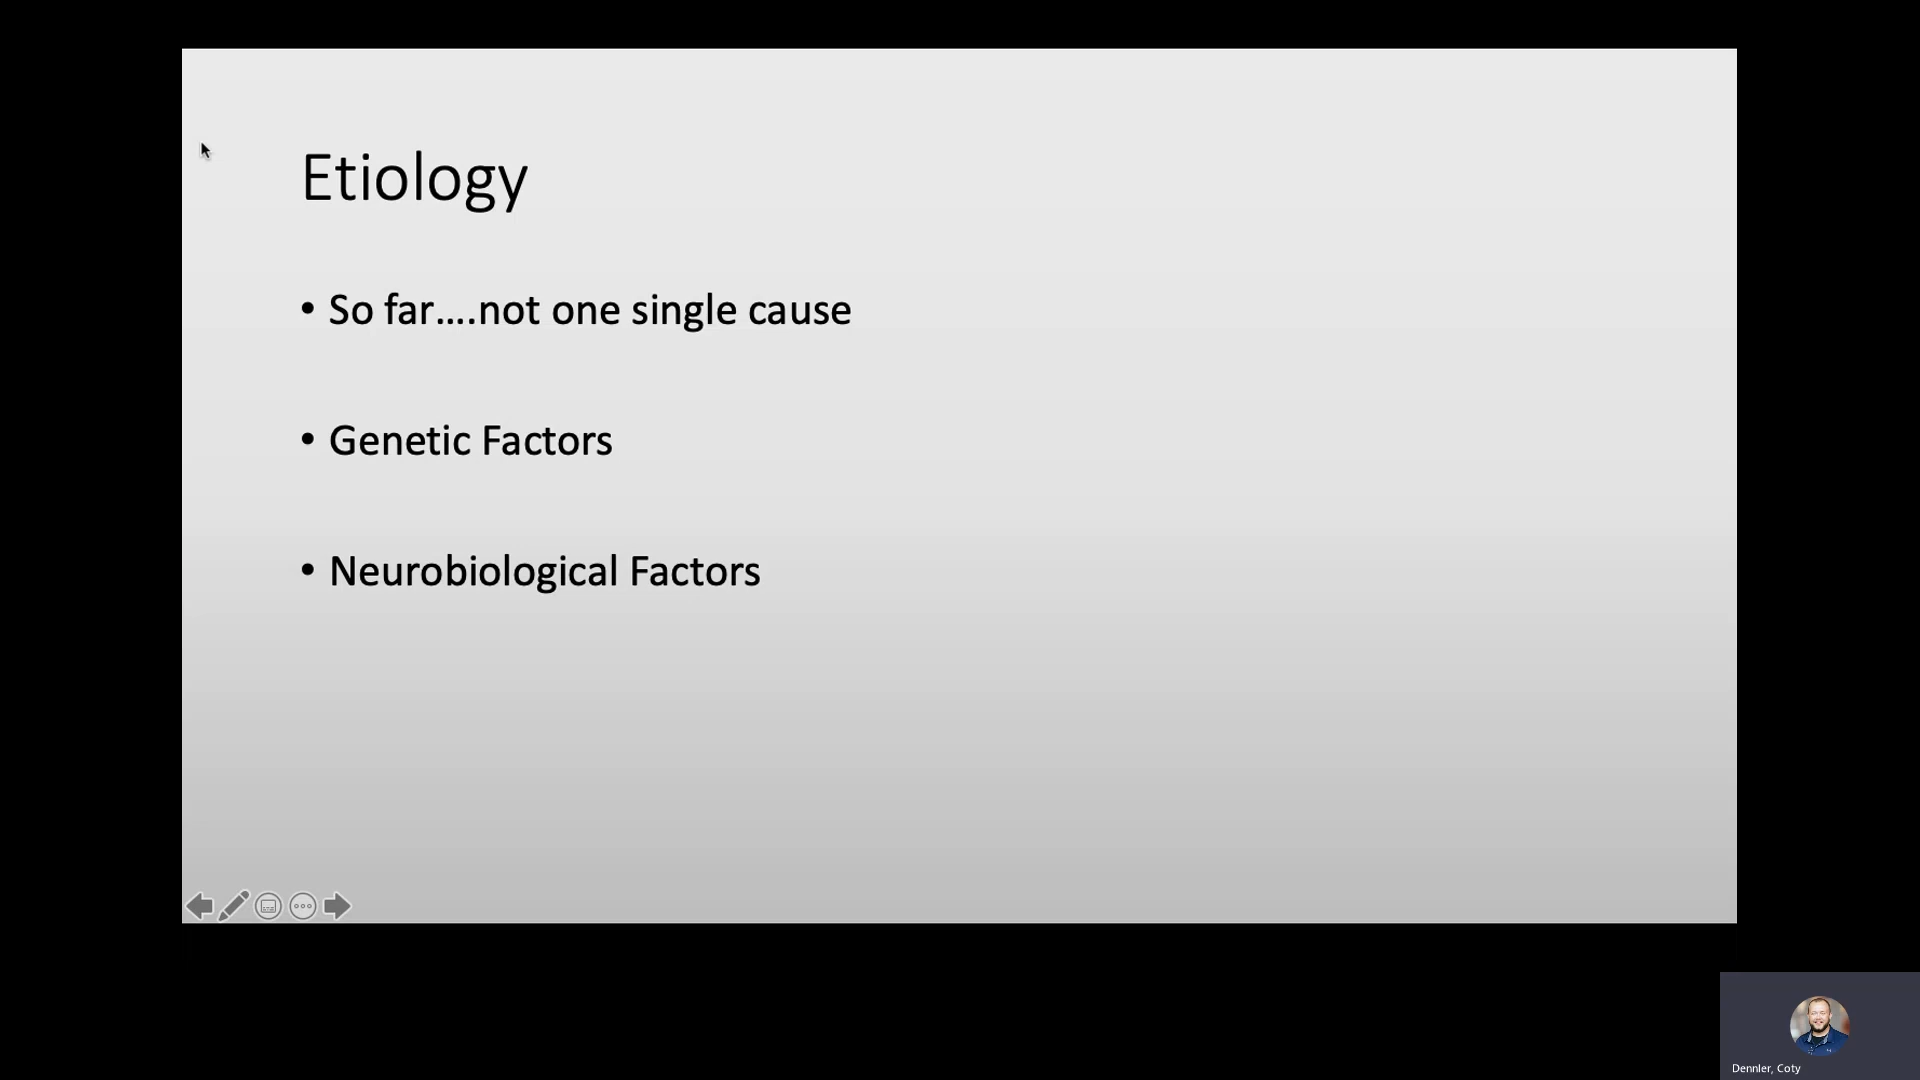 Etiology
• So far....not one single cause
• Genetic Factors
• Neurobiological Factors
Dennler, Coty